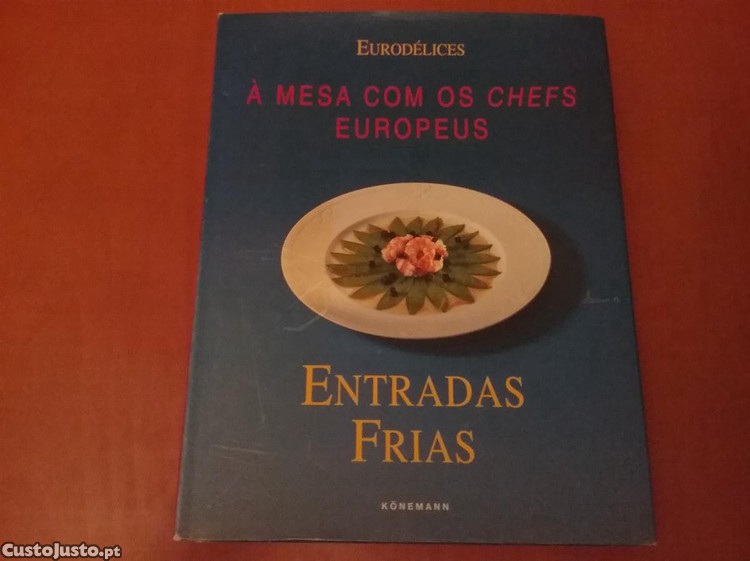 EURODÉLICES
À MESA COM OS CHEFS
EUROPEUS
ENTRADAS
FRIAS
KÖNEMANN
CustoJusto.pt